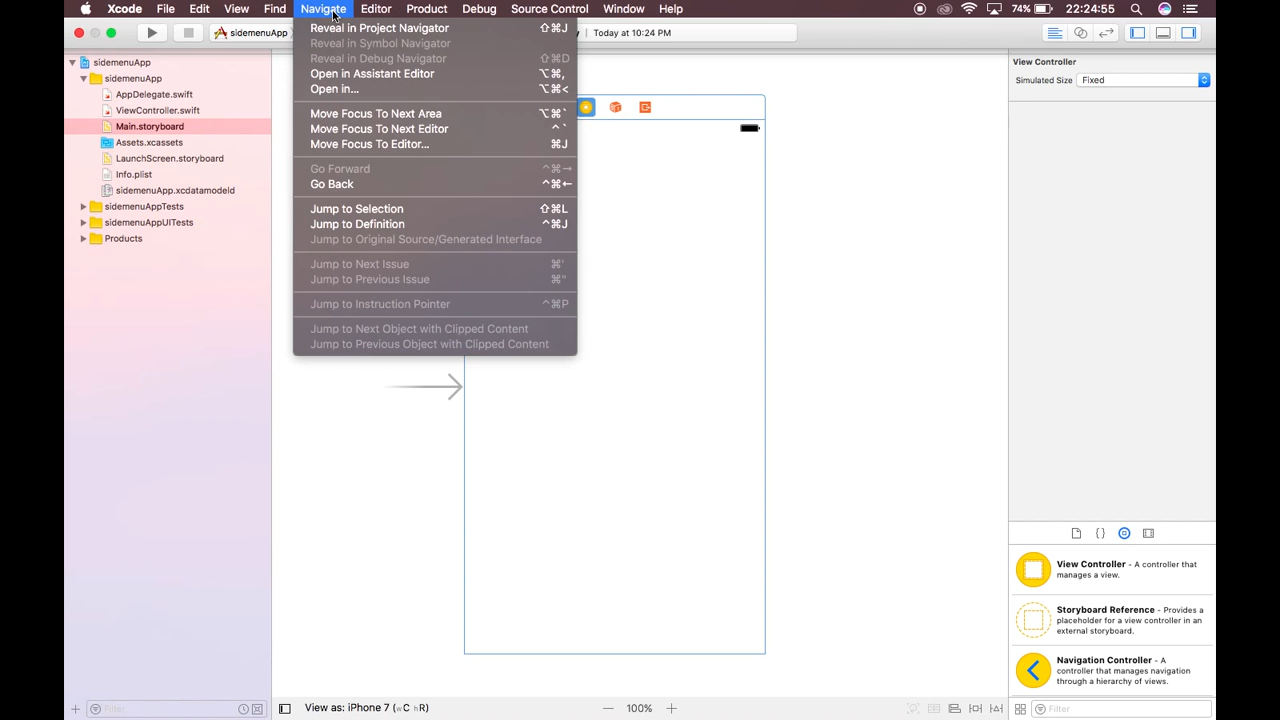 Xcode File Edit View Find Navigate Editor Product Debug Source Control Window Help 74% 22:24:55
sidemenuApp Today at 10:24 PM
sidemenuApp
sidemenuApp
AppDelegate.swift
ViewController.swift
Main.storyboard
Assets.xcassets
LaunchScreen.storyboard
Info.plist
sidemenuApp.xcdatamodeld
sidemenuAppTests
sidemenuAppUITests
Products
Filter
Reveal in Project Navigator ⇧⌘J
Reveal in Symbol Navigator
Reveal in Debug Navigator ⇧⌘D
Open in Assistant Editor ⌥⌘,
Open in... ⌥⌘<
Move Focus To Next Area ⌥⌘`
Move Focus To Next Editor ^`
Move Focus To Editor... ⌘J
Go Forward ^⌘→
Go Back ^⌘←
Jump to Selection ⇧⌘L
Jump to Definition ^⌘J
Jump to Original Source/Generated Interface
Jump to Next Issue ⌘'
Jump to Previous Issue ⌘"
Jump to Instruction Pointer ^⌘P
Jump to Next Object with Clipped Content
Jump to Previous Object with Clipped Content
View as: iPhone 7 (wC hR) — 100% +
View Controller
Simulated Size Fixed
View Controller - A controller that
manages a view.
Storyboard Reference - Provides a
placeholder for a view controller in an
external storyboard.
Navigation Controller - A
controller that manages navigation
through a hierarchy of views.
Filter